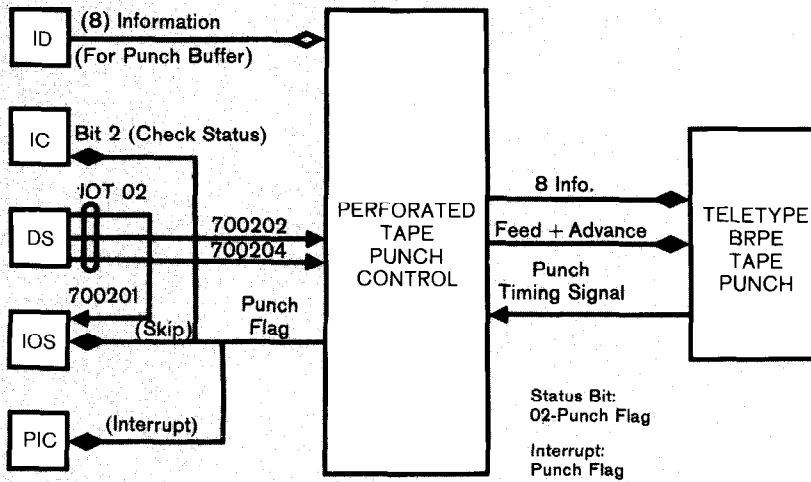 ID
(8) Information
(For Punch Buffer)
IC
Bit 2 (Check Status)
IOT 02
DS
700202
700204
700201
IOS
(Skip)
Punch
Flag
PIC
(Interrupt)
PERFORATED
TAPE
PUNCH
CONTROL
8 Info.
Feed + Advance
Punch
Timing Signal
TELETYPE
BRPE
TAPE
PUNCH
Status Bit:
02-Punch Flag
Interrupt:
Punch Flag